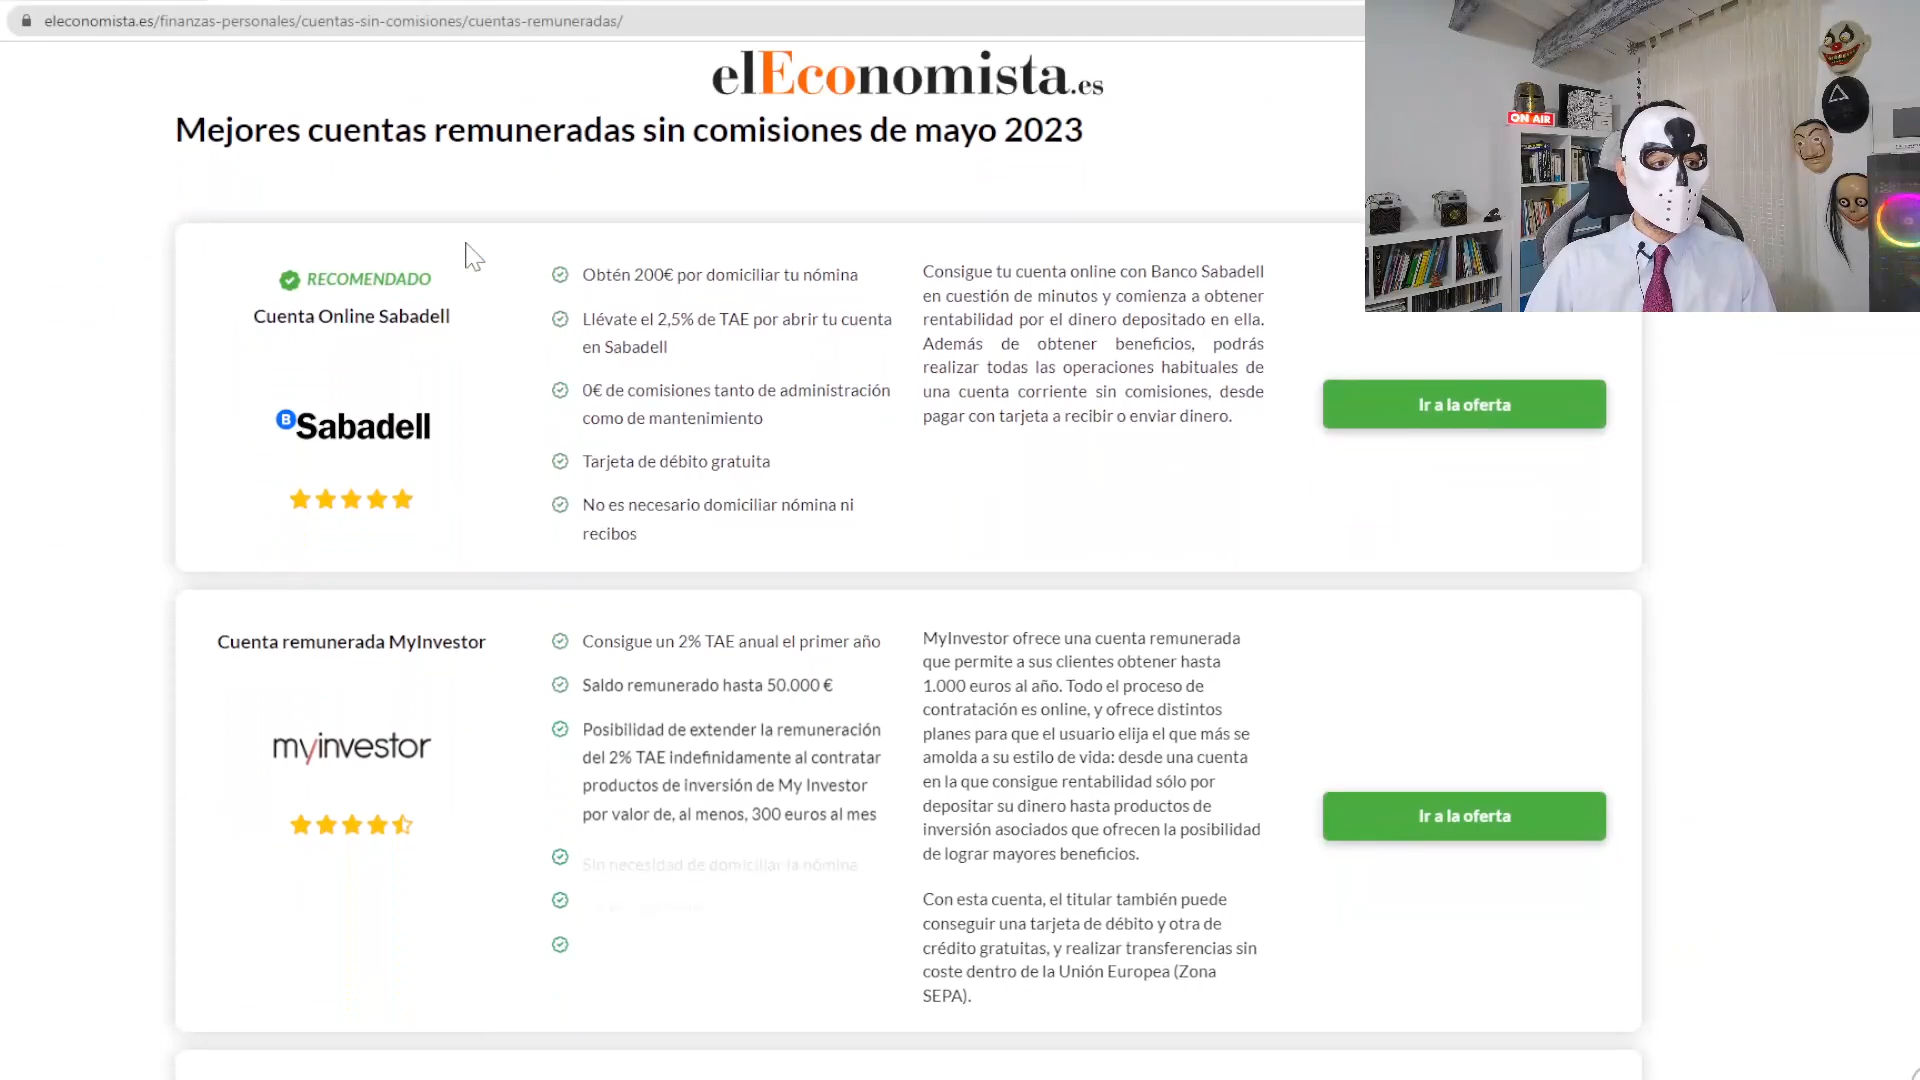 eleconomista.es/finanzas-personales/cuentas-sin-comisiones/cuentas-remuneradas/
elEconomista.es
Mejores cuentas remuneradas sin comisiones de mayo 2023
ON AIR
RECOMENDADO
Cuenta Online Sabadell
B Sabadell
Obtén 200€ por domiciliar tu nómina
Llévate el 2,5% de TAE por abrir tu cuenta
en Sabadell
0€ de comisiones tanto de administración
como de mantenimiento
Tarjeta de débito gratuita
No es necesario domiciliar nómina ni
recibos
Consigue tu cuenta online con Banco Sabadell
en cuestión de minutos y comienza a obtener
rentabilidad por el dinero depositado en ella.
Además de obtener beneficios, podrás
realizar todas las operaciones habituales de
una cuenta corriente sin comisiones, desde
pagar con tarjeta a recibir o enviar dinero.
Ir a la oferta
Cuenta remunerada MyInvestor
myinvestor
Consigue un 2% TAE anual el primer año
Saldo remunerado hasta 50.000 €
Posibilidad de extender la remuneración
del 2% TAE indefinidamente al contratar
productos de inversión de My Investor
por valor de, al menos, 300 euros al mes
Sin necesidad de domiciliar la nómina
MyInvestor ofrece una cuenta remunerada
que permite a sus clientes obtener hasta
1.000 euros al año. Todo el proceso de
contratación es online, y ofrece distintos
planes para que el usuario elija el que más se
amolda a su estilo de vida: desde una cuenta
en la que consigue rentabilidad sólo por
depositar su dinero hasta productos de
inversión asociados que ofrecen la posibilidad
de lograr mayores beneficios.
Con esta cuenta, el titular también puede
conseguir una tarjeta de débito y otra de
crédito gratuitas, y realizar transferencias sin
coste dentro de la Unión Europea (Zona
SEPA).
Ir a la oferta